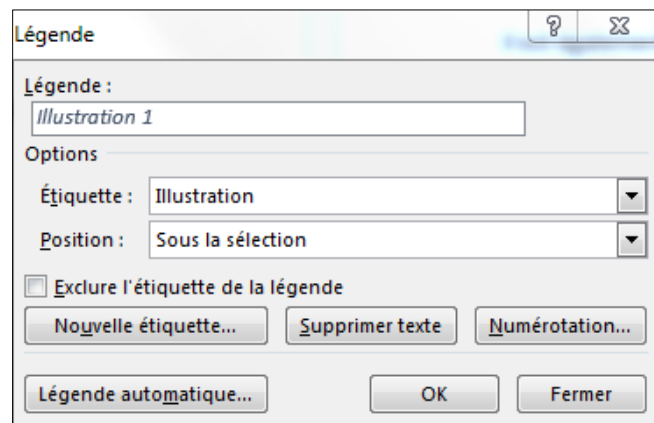 Légende
Légende :
Illustration 1
Options
Étiquette : Illustration
Position : Sous la sélection
Exclure l'étiquette de la légende
Nouvelle étiquette... Supprimer texte Numérotation...
Légende automatique... OK Fermer